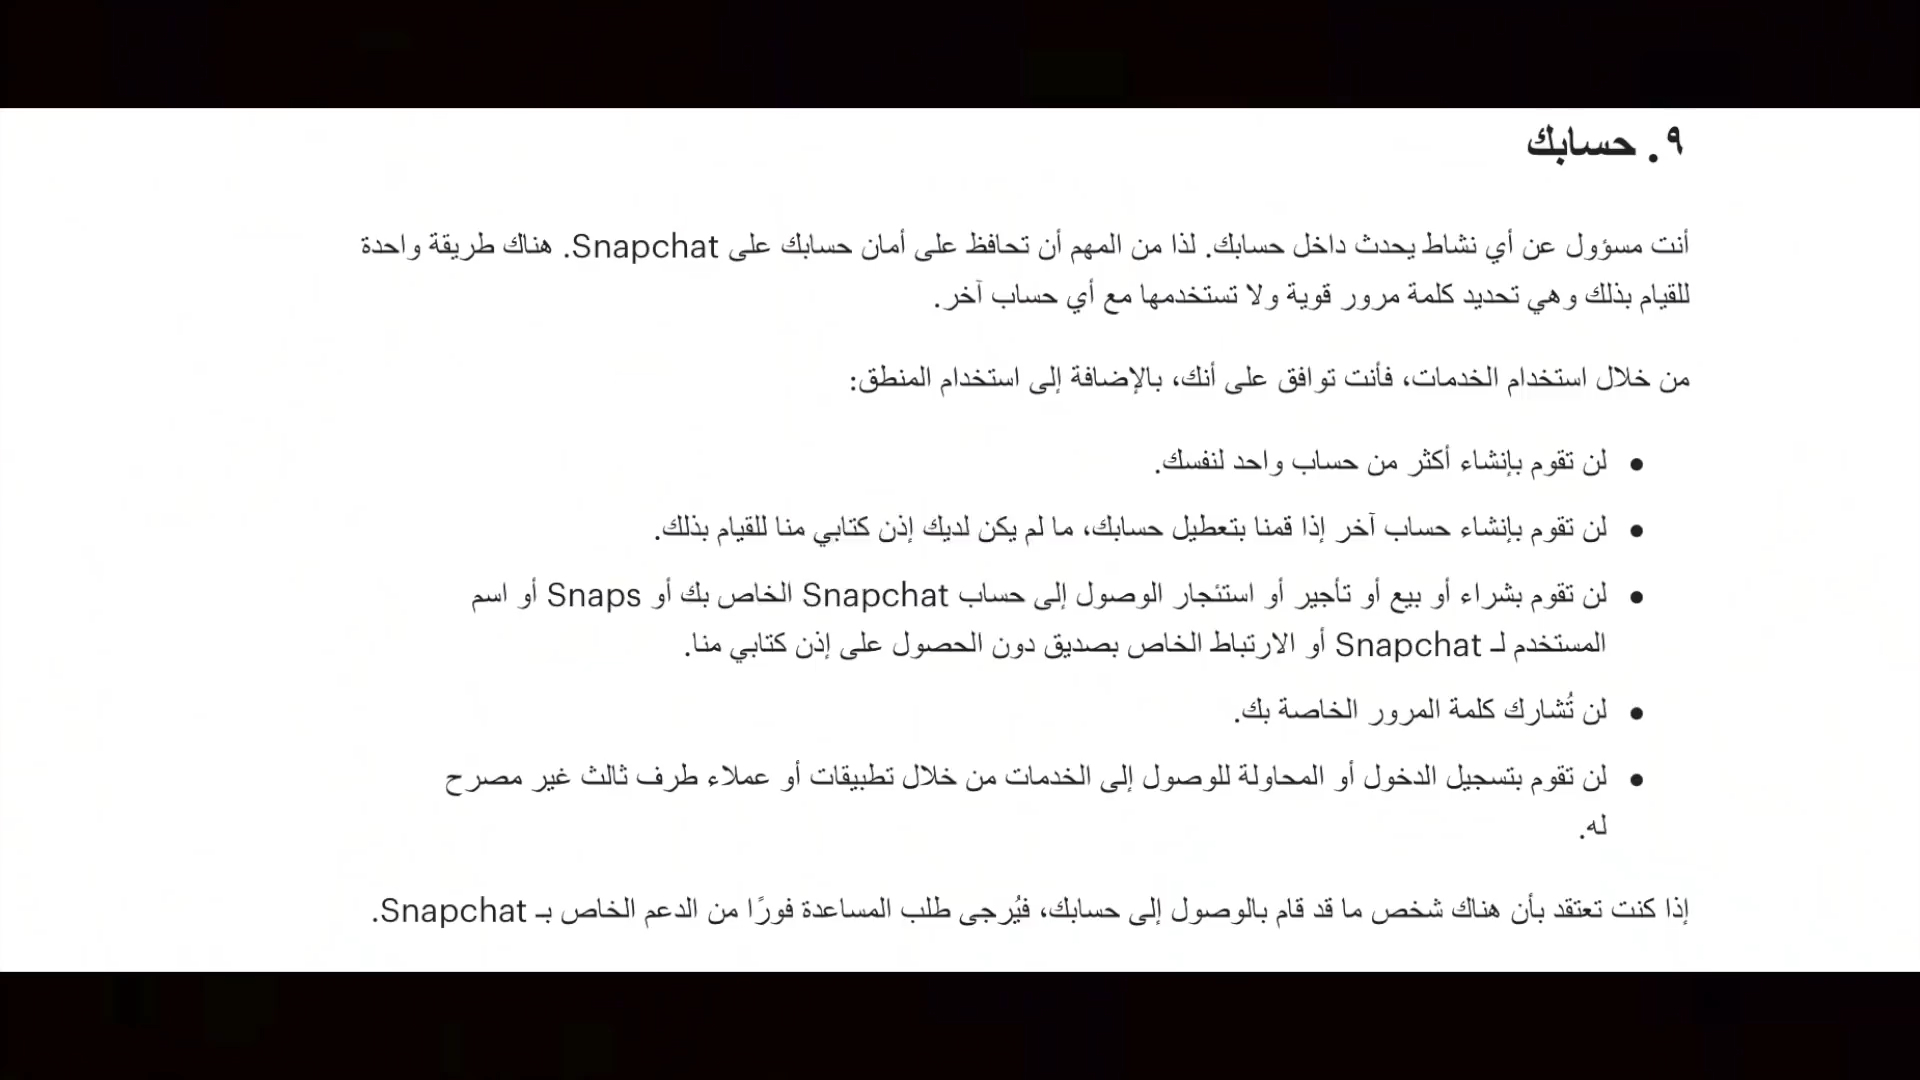 ٩. حسابك
أنت مسؤول عن أي نشاط يحدث داخل حسابك. لذا من المهم أن تحافظ على أمان حسابك على Snapchat. هناك طريقة واحدة
للقيام بذلك وهي تحديد كلمة مرور قوية ولا تستخدمها مع أي حساب آخر.
من خلال استخدام الخدمات، فأنت توافق على أنك، بالإضافة إلى استخدام المنطق:
● لن تقوم بإنشاء أكثر من حساب واحد لنفسك.
● لن تقوم بإنشاء حساب آخر إذا قمنا بتعطيل حسابك، ما لم يكن لديك إذن كتابي منا للقيام بذلك.
● لن تقوم بشراء أو بيع أو تأجير أو استئجار الوصول إلى حساب Snapchat الخاص بك أو Snaps أو اسم
المستخدم لـ Snapchat أو الارتباط الخاص بصديق دون الحصول على إذن كتابي منا.
● لن تُشارك كلمة المرور الخاصة بك.
● لن تقوم بتسجيل الدخول أو المحاولة للوصول إلى الخدمات من خلال تطبيقات أو عملاء طرف ثالث غير مصرح
له.
إذا كنت تعتقد بأن هناك شخص ما قد قام بالوصول إلى حسابك، فيُرجى طلب المساعدة فورًا من الدعم الخاص بـ Snapchat.